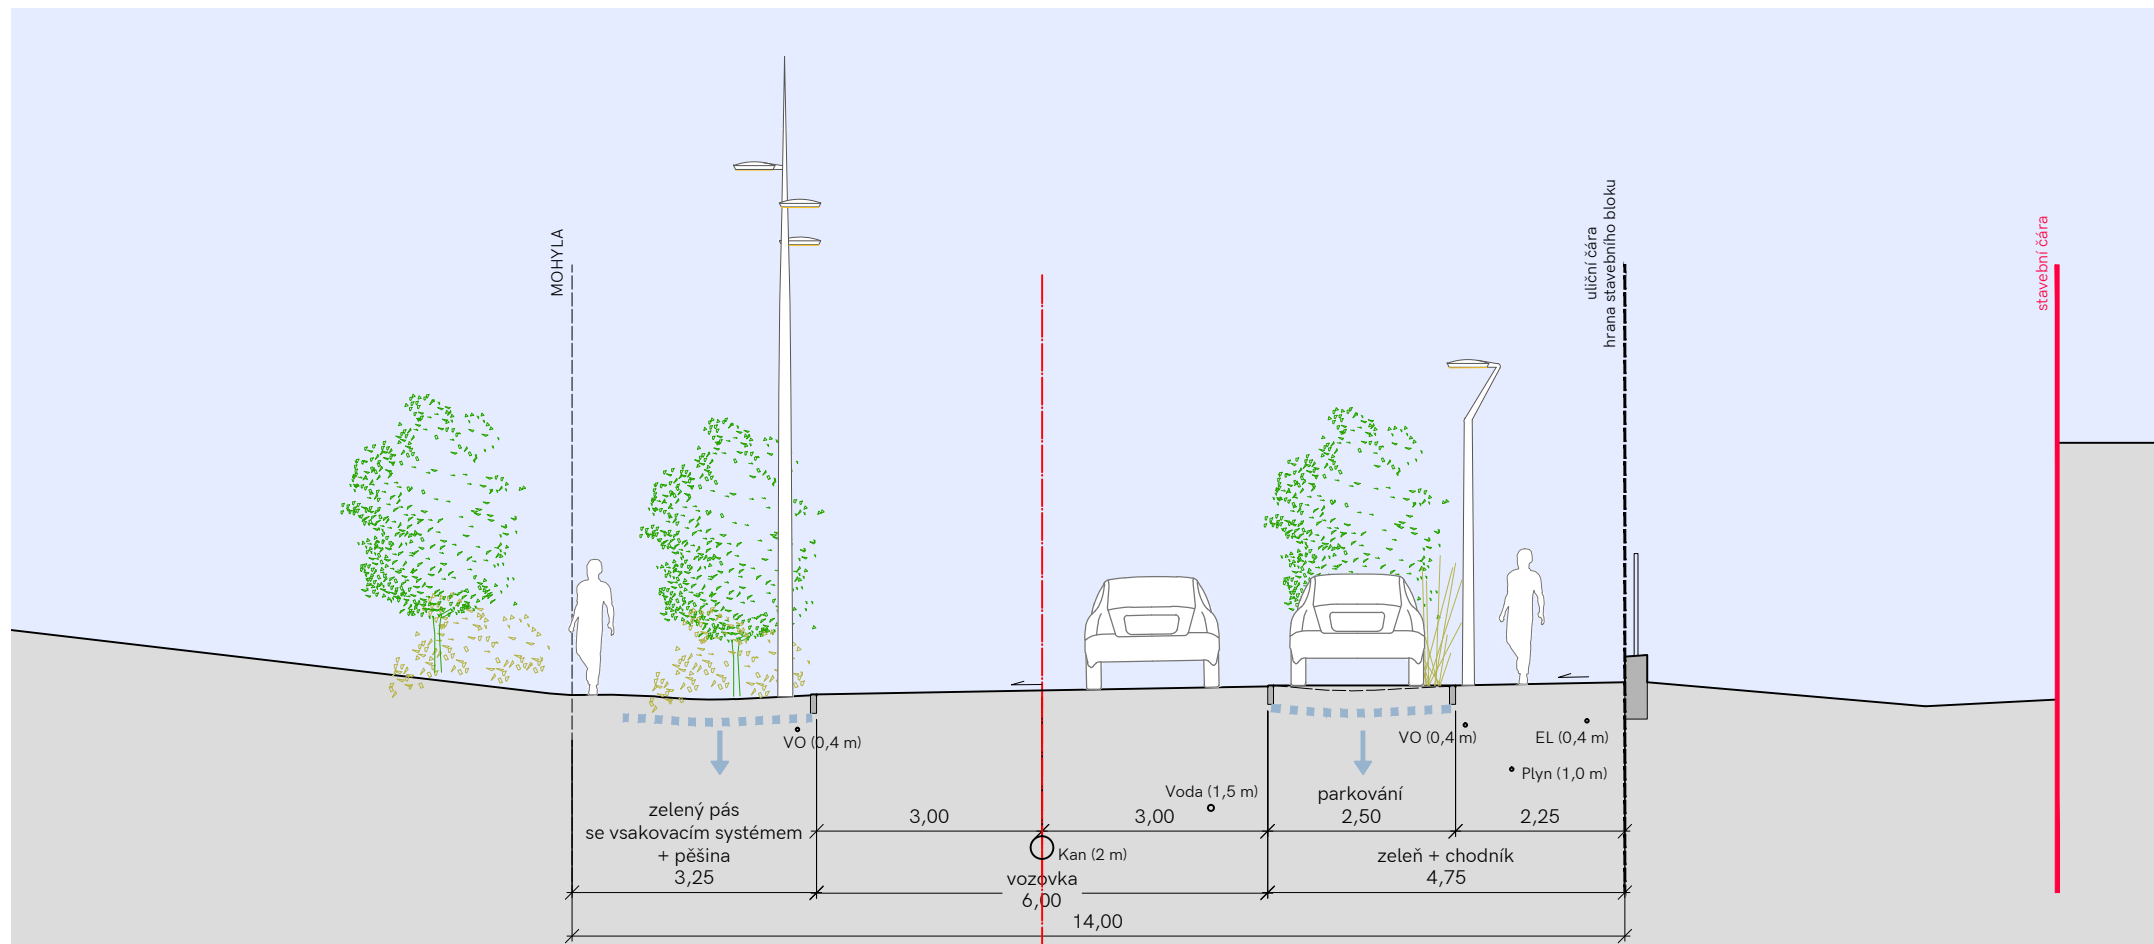 MOHYLA
uliční čára
hrana stavebního bloku
stavební čára
VO (0,4 m)
VO (0,4 m)
EL (0,4 m)
Plyn (1,0 m)
Voda (1,5 m)
parkování
2,50
2,25
3,00
3,00
zelený pás
se vsakovacím systémem
+ pěšina
3,25
Kan (2 m)
vozovka
6,00
zeleň + chodník
4,75
14,00